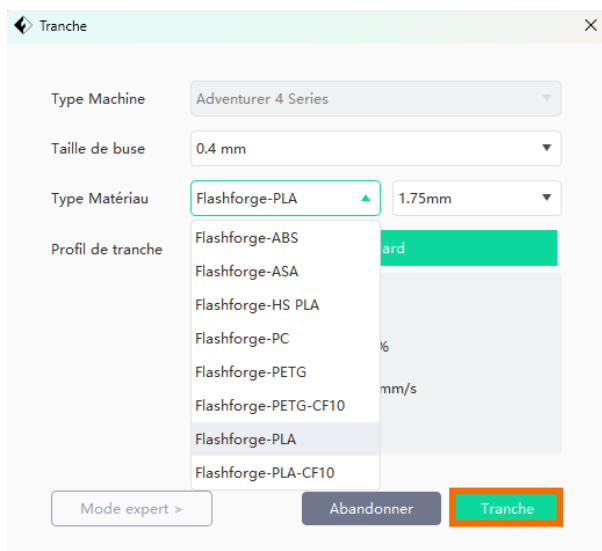 Tranche
Type Machine Adventurer 4 Series
Taille de buse 0.4 mm
Type Matériau Flashforge-PLA 1.75mm
Flashforge-ABS
Profil de tranche ard
Flashforge-ASA
Flashforge-HS PLA
Flashforge-PC %
Flashforge-PETG
mm/s
Flashforge-PETG-CF10
Flashforge-PLA
Flashforge-PLA-CF10
Mode expert > Abandonner Tranche